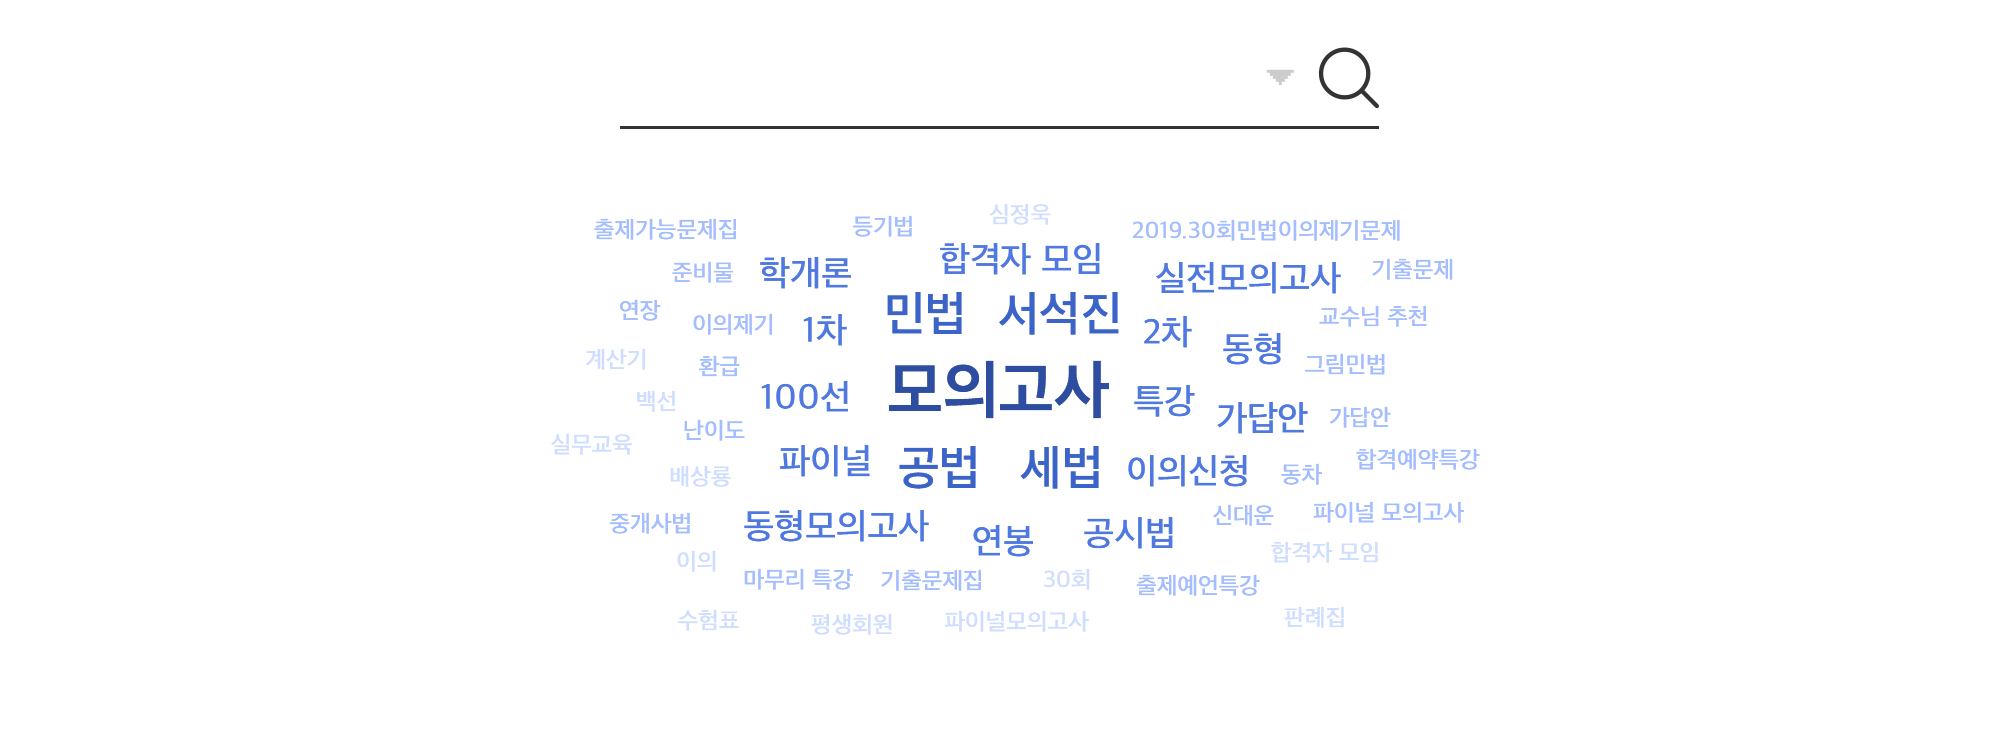 심정욱
출제가능문제집 등기법 2019.30회민법이의제기문제
합격자 모임
준비물 학개론 실전모의고사 기출문제
연장 민법 서석진 교수님 추천
이의제기 1차 2차
계산기 환급 동형 그림민법
백선 100선 모의고사 특강 가답안 가답안
난이도
실무교육 파이널 공법 세법 이의신청 동차 합격예약특강
배상룡
중개사법 동형모의고사 연봉 공시법 신대운 파이널 모의고사
이의 합격자 모임
마무리 특강 기출문제집 30회 출제예언특강
수험표 평생회원 파이널모의고사 판례집